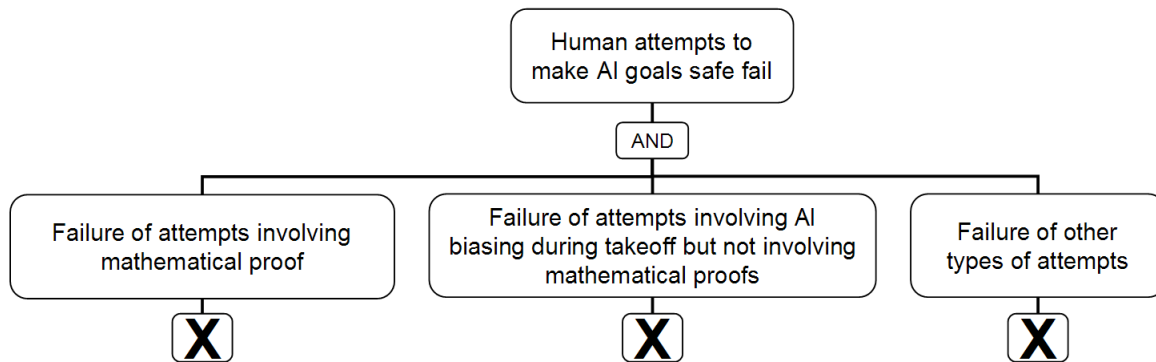 Human attempts to
make AI goals safe fail
AND
Failure of attempts involving
mathematical proof
Failure of attempts involving AI
biasing during takeoff but not involving
mathematical proofs
Failure of other
types of attempts
X
X
X